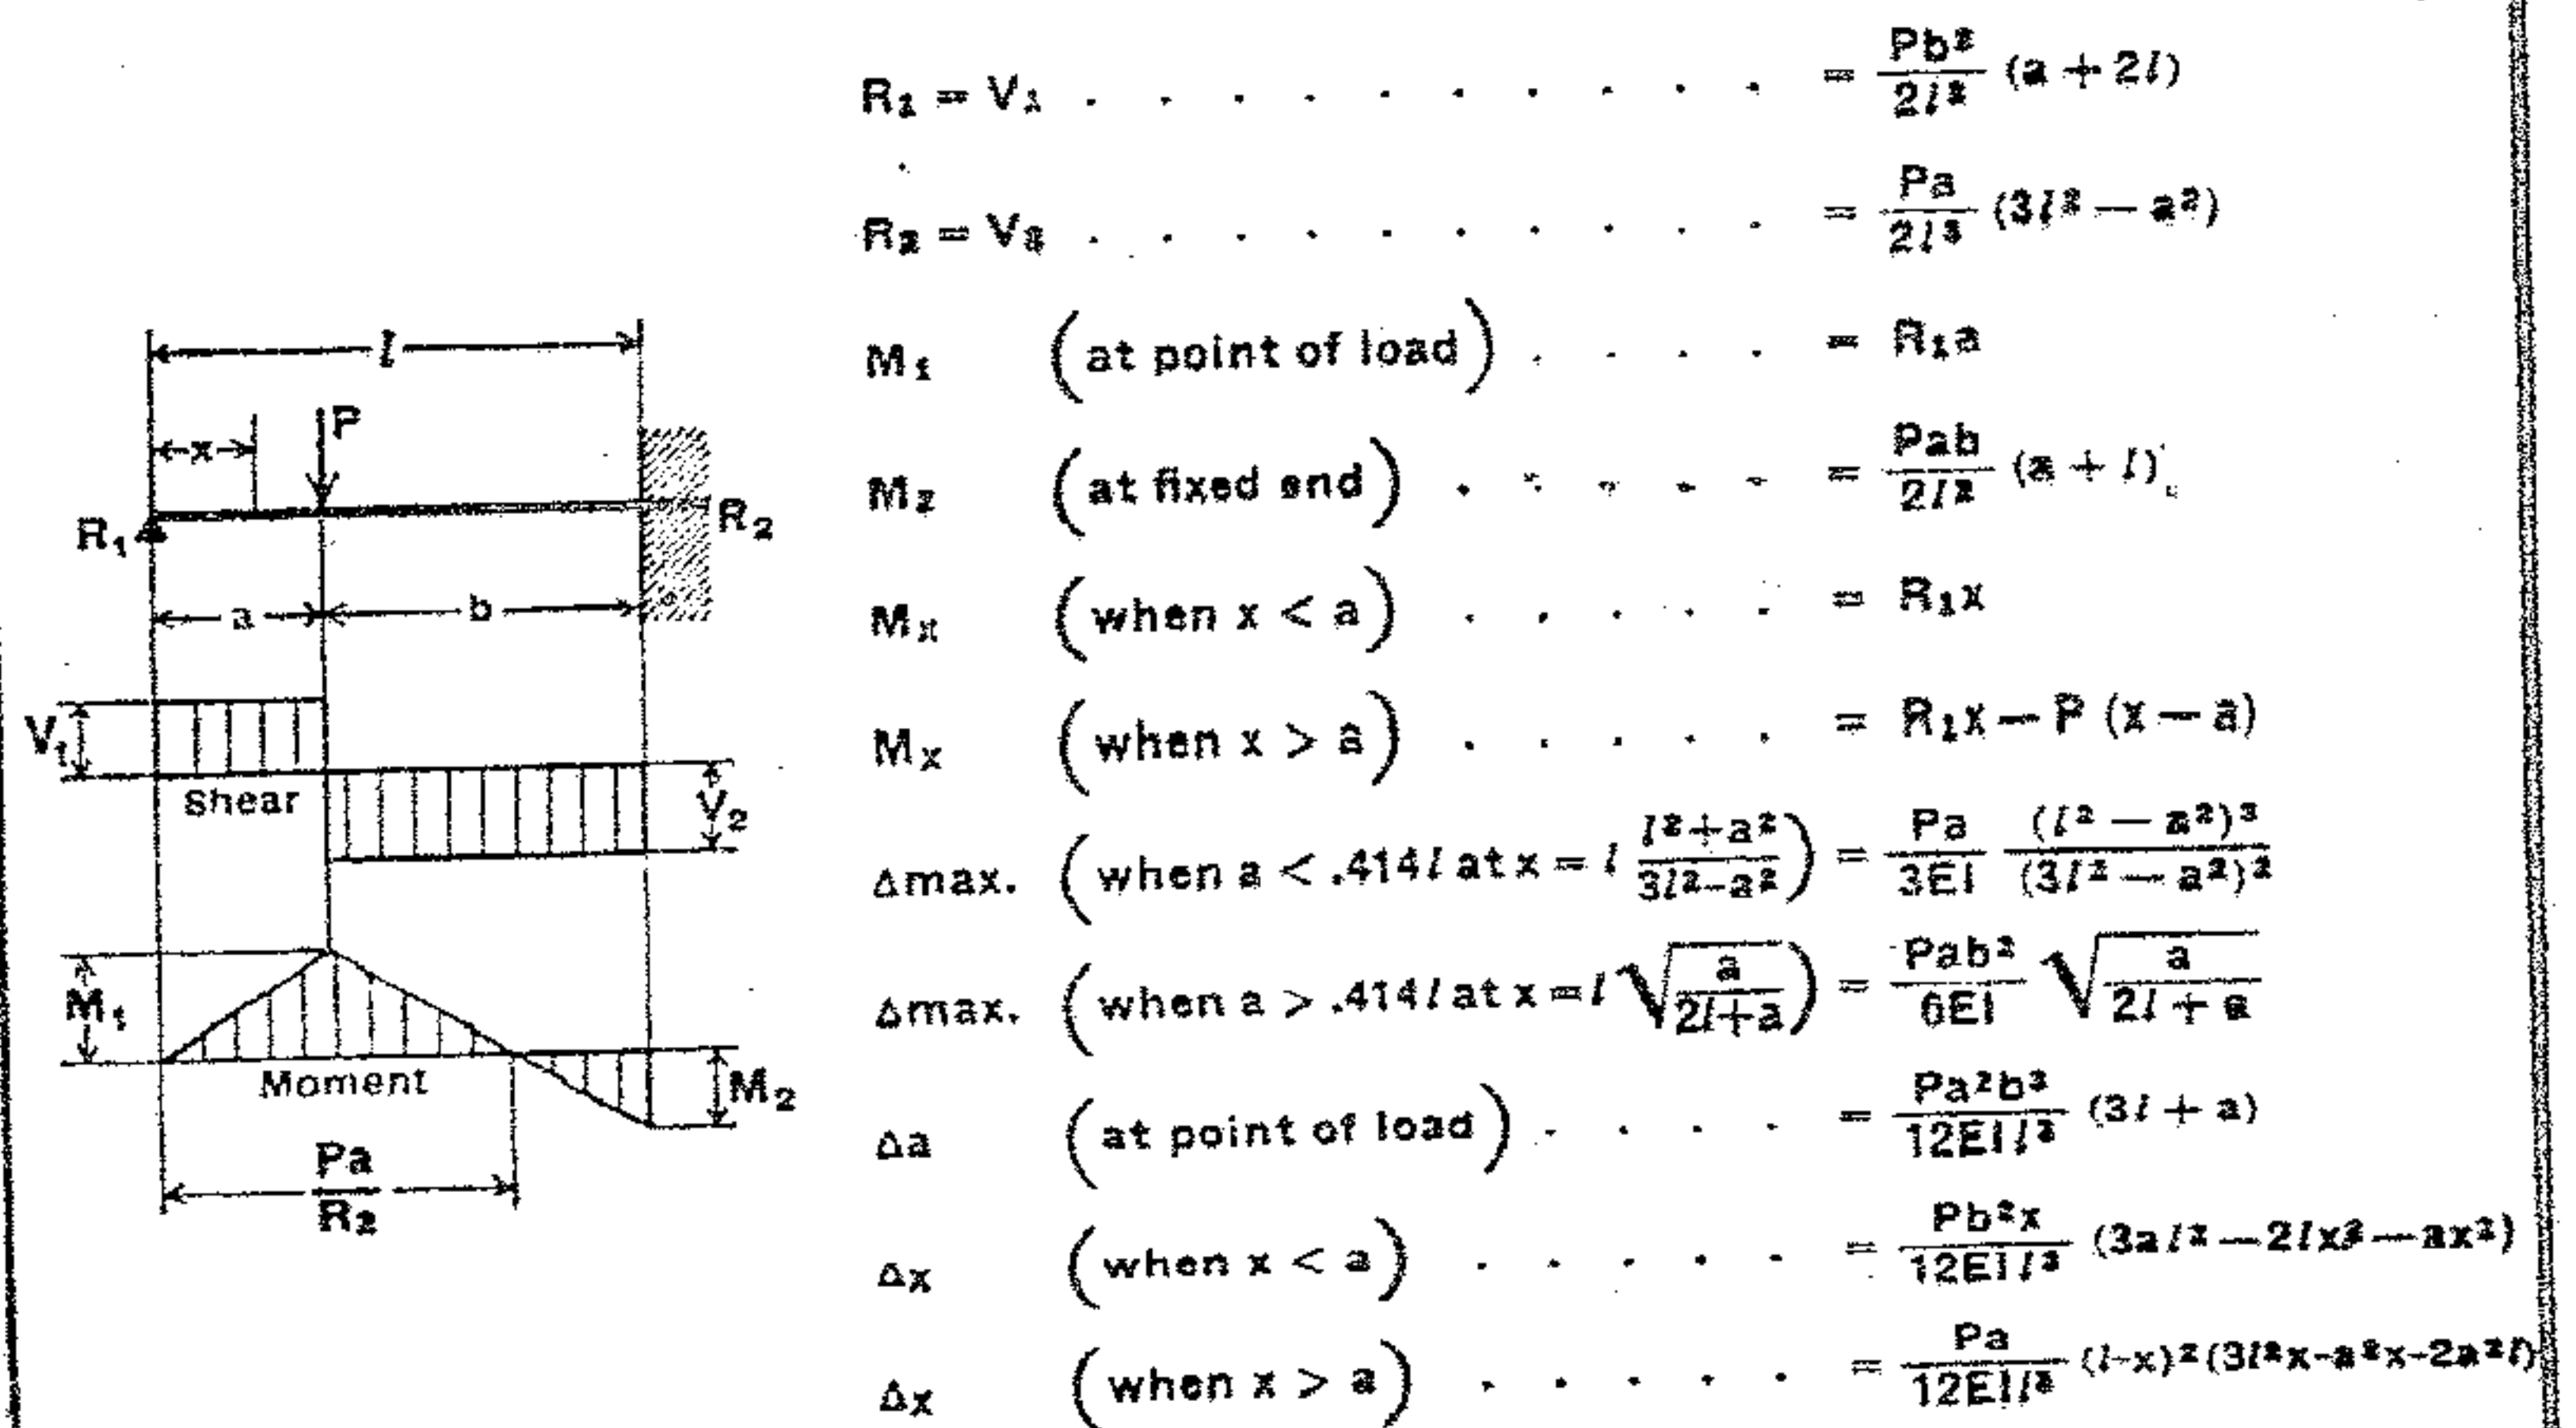 R₁ = V₁ . . . . . . . . . . = Pb²/2l³ (a + 2l)
R₂ = V₂ . . . . . . . . . . = Pa/2l³ (3l² — a²)
M₁ (at point of load) . . . . = R₁a
M₂ (at fixed end) . . . . . = Pab/2l² (a + l)
Mx (when x < a) . . . . . = R₁x
Mx (when x > a) . . . . . = R₁x — P (x — a)
Δmax. (when a < .414l at x = l (l²+a²)/(3l²–a²)) = Pa/3EI (l² — a²)³/(3l² — a²)²
Δmax. (when a > .414l at x = l √a/(2l+a)) = Pab²/6EI √a/(2l + a)
Δa (at point of load) . . . . = Pa²b³/12EIl³ (3l + a)
Δx (when x < a) . . . . . = Pb²x/12EIl³ (3al² — 2lx² — ax²)
Δx (when x > a) . . . . . = Pa/12EIl³ (l-x)² (3l²x-a²x-2a²l)
l
P
x
R₁
R₂
a
b
V₁
Shear
V₂
M₁
Moment
M₂
Pa
R₂